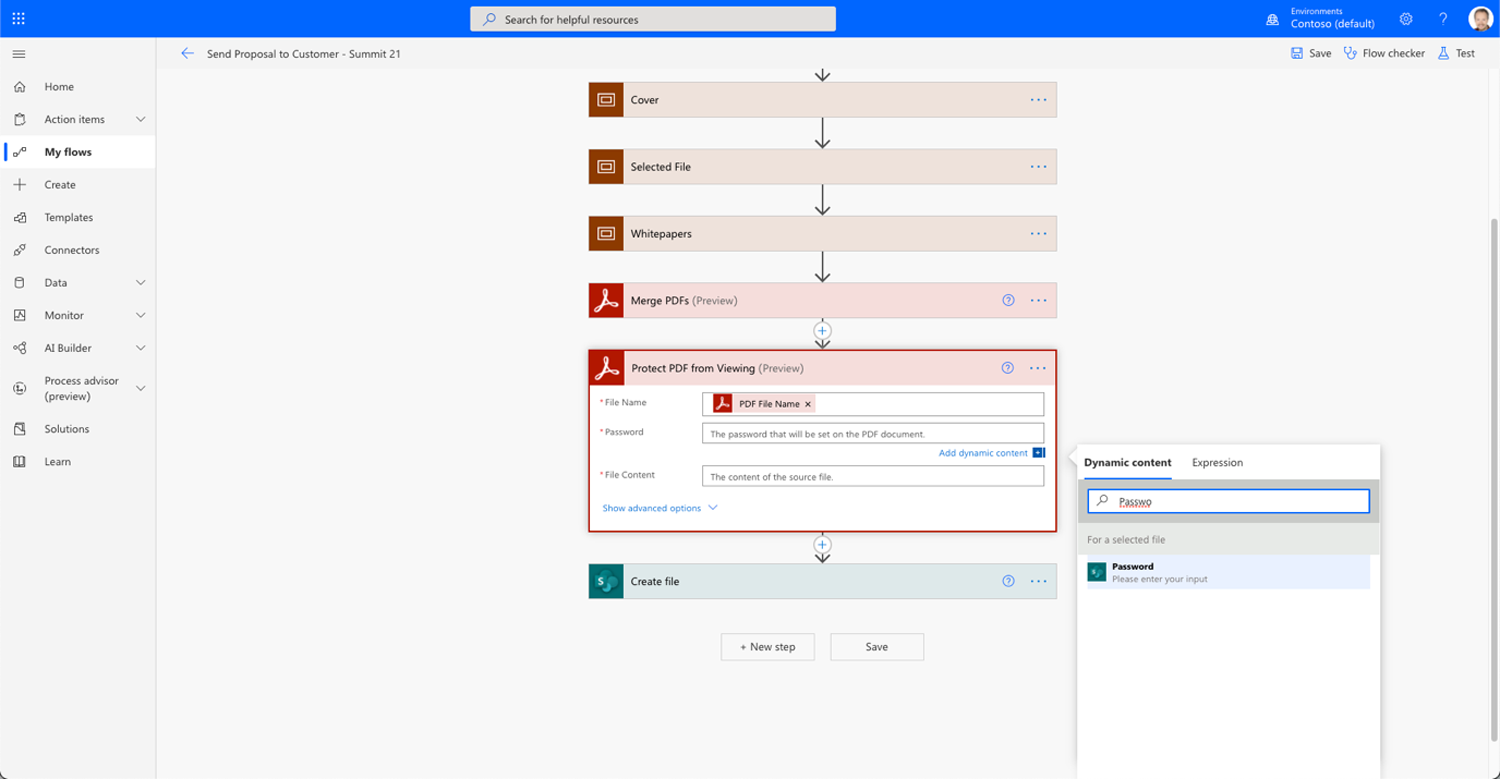 Search for helpful resources
Environments
Contoso (default)
?
Send Proposal to Customer - Summit 21
Save
Flow checker
Test
Home
Action items
My flows
Create
Templates
Connectors
Data
Monitor
AI Builder
Process advisor
(preview)
Solutions
Learn
Cover
Selected File
Whitepapers
Merge PDFs (Preview)
Protect PDF from Viewing (Preview)
* File Name
PDF File Name ×
* Password
The password that will be set on the PDF document.
Add dynamic content
* File Content
The content of the source file.
Show advanced options
Create file
+ New step
Save
Dynamic content
Expression
Passwo
For a selected file
Password
Please enter your input